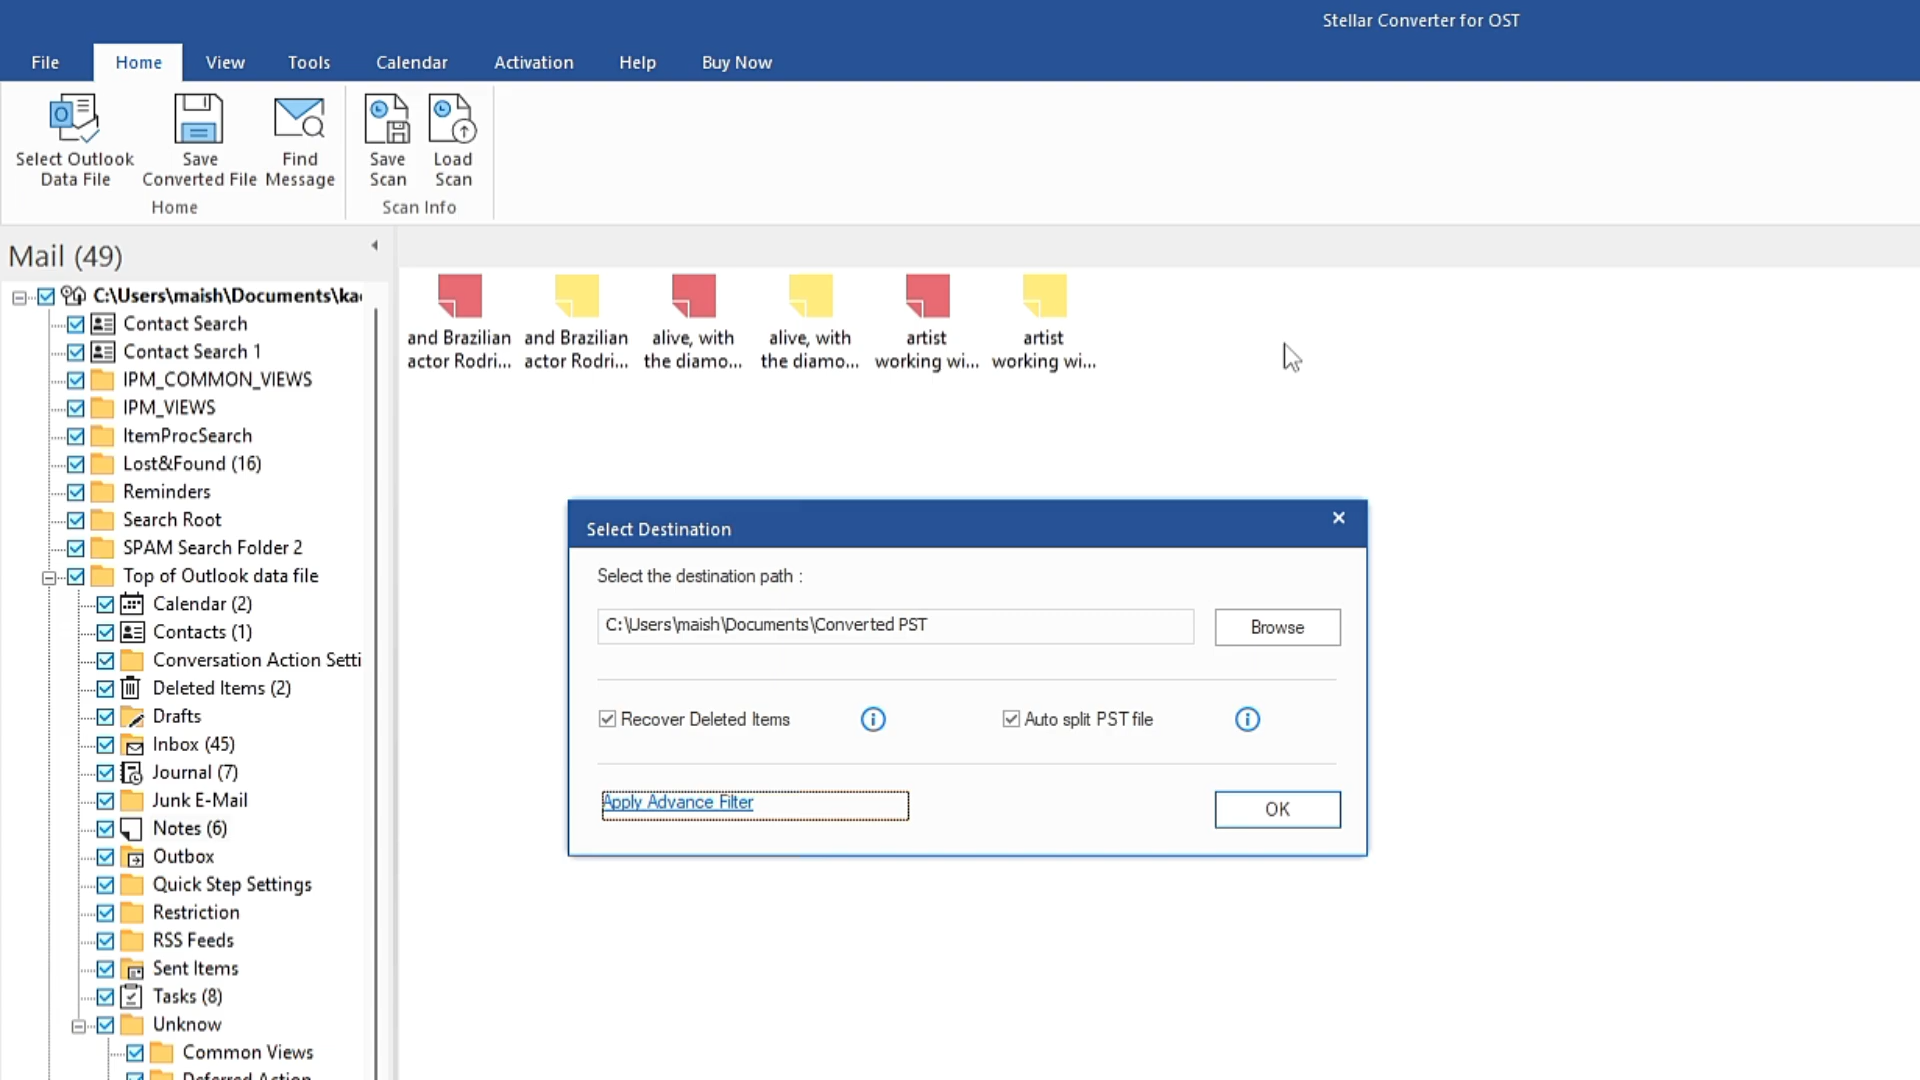 Stellar Converter for OST
File Home View Tools Calendar Activation Help Buy Now
Select Outlook Data File
Save Converted File
Find Message
Save Scan
Load Scan
Home
Scan Info
Mail (49)
C:\Users\maish\Documents\ka
Contact Search
Contact Search 1
IPM_COMMON_VIEWS
IPM_VIEWS
ItemProcSearch
Lost&Found (16)
Reminders
Search Root
SPAM Search Folder 2
Top of Outlook data file
Calendar (2)
Contacts (1)
Conversation Action Setti
Deleted Items (2)
Drafts
Inbox (45)
Journal (7)
Junk E-Mail
Notes (6)
Outbox
Quick Step Settings
Restriction
RSS Feeds
Sent Items
Tasks (8)
Unknow
Common Views
Deferred Action
and Brazilian actor Rodri...
and Brazilian actor Rodri...
alive, with the diamo...
alive, with the diamo...
artist working wi...
artist working wi...
Select Destination
Select the destination path :
C:\Users\maish\Documents\Converted PST
Browse
Recover Deleted Items
Auto split PST file
Apply Advance Filter
OK